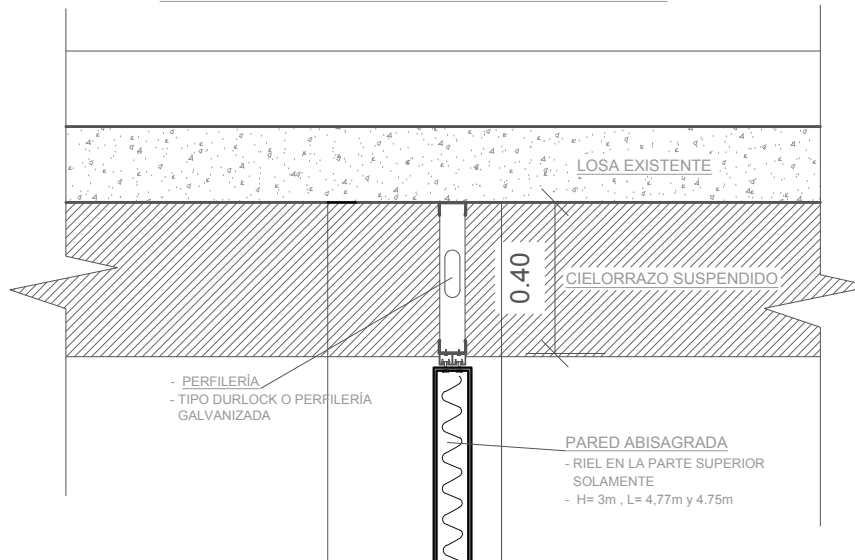 LOSA EXISTENTE
0.40
CIELORRAZO SUSPENDIDO
- PERFILERÍA
- TIPO DURLOCK O PERFILERÍA
GALVANIZADA
PARED ABISAGRADA
- RIEL EN LA PARTE SUPERIOR
SOLAMENTE
- H= 3m , L= 4,77m y 4.75m